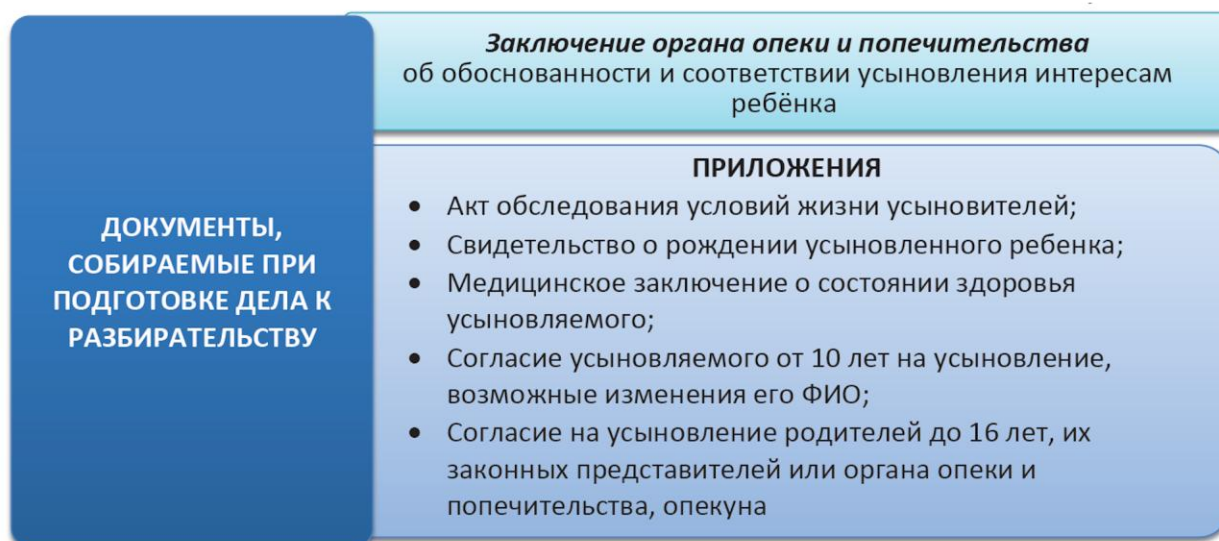 Заключение органа опеки и попечительства
об обоснованности и соответствии усыновления интересам
ребёнка
ДОКУМЕНТЫ,
СОБИРАЕМЫЕ ПРИ
ПОДГОТОВКЕ ДЕЛА К
РАЗБИРАТЕЛЬСТВУ
ПРИЛОЖЕНИЯ
• Акт обследования условий жизни усыновителей;
• Свидетельство о рождении усыновленного ребенка;
• Медицинское заключение о состоянии здоровья
усыновляемого;
• Согласие усыновляемого от 10 лет на усыновление,
возможные изменения его ФИО;
• Согласие на усыновление родителей до 16 лет, их
законных представителей или органа опеки и
попечительства, опекуна